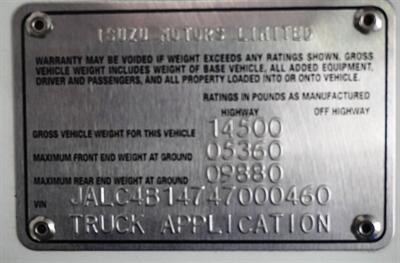 ISUZU MOTORS LIMITED
WARRANTY MAY BE VOIDED IF WEIGHT EXCEEDS ANY RATINGS SHOWN. GROSS
VEHICLE WEIGHT INCLUDES WEIGHT OF BASE VEHICLE, ALL ADDED EQUIPMENT,
DRIVER AND PASSENGERS, AND ALL PROPERTY LOADED INTO OR ONTO VEHICLE.
RATINGS IN POUNDS AS MANUFACTURED
HIGHWAY OFF HIGHWAY
GROSS VEHICLE WEIGHT FOR THIS VEHICLE 14500
MAXIMUM FRONT END WEIGHT AT GROUND 05360
MAXIMUM REAR END WEIGHT AT GROUND 09880
VIN JALC4B14747000460
TRUCK APPLICATION